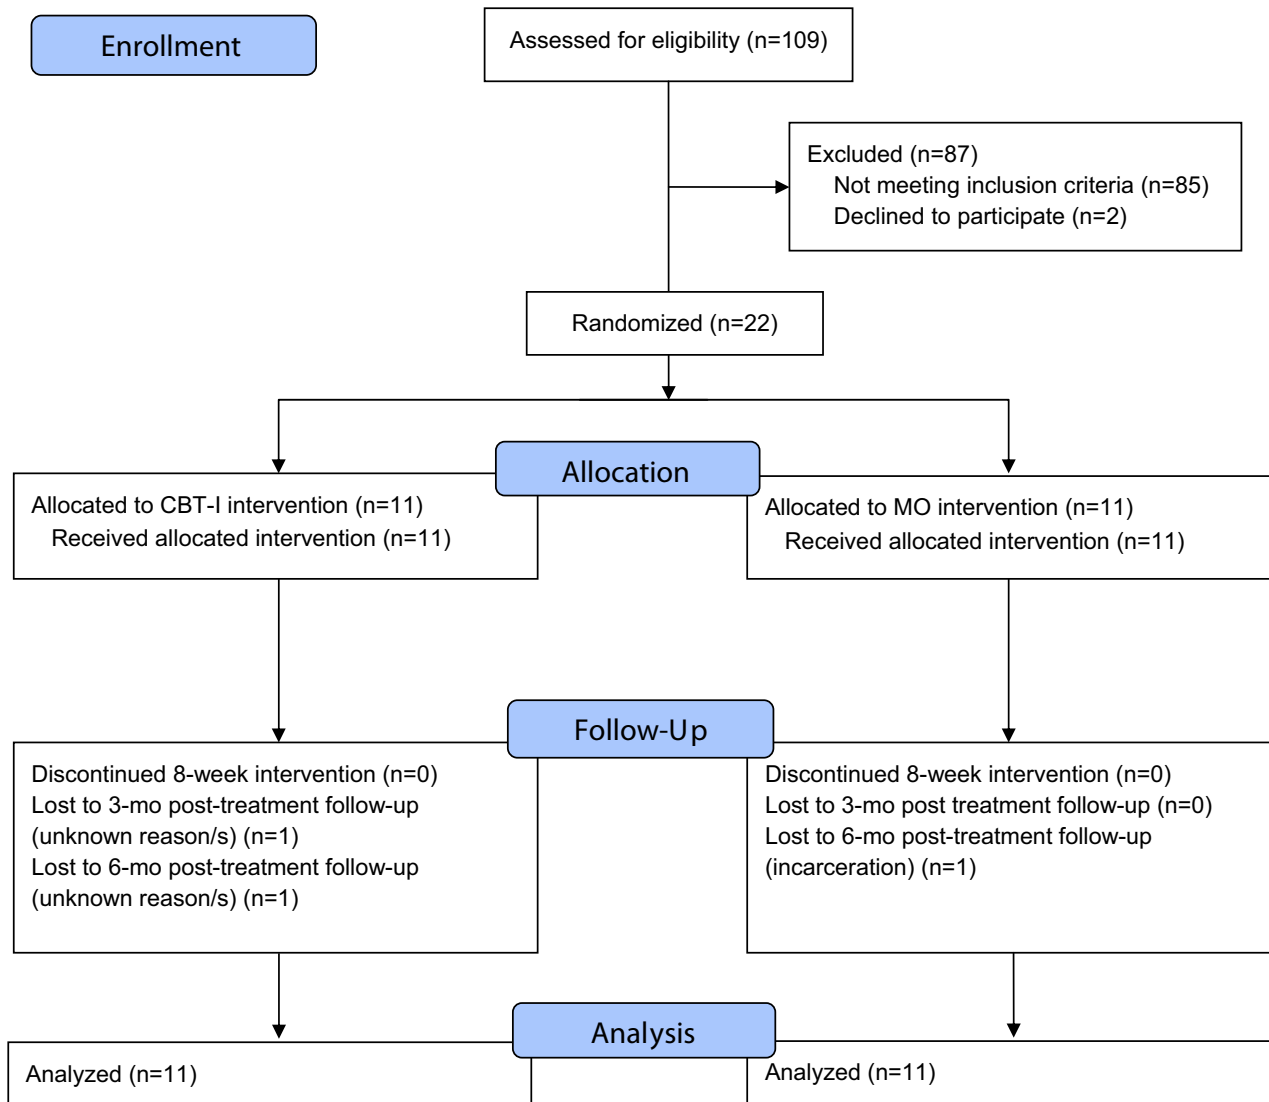 Enrollment
Assessed for eligibility (n=109)
Excluded (n=87)
Not meeting inclusion criteria (n=85)
Declined to participate (n=2)
Randomized (n=22)
Allocation
Allocated to CBT-I intervention (n=11)
Received allocated intervention (n=11)
Allocated to MO intervention (n=11)
Received allocated intervention (n=11)
Follow-Up
Discontinued 8-week intervention (n=0)
Lost to 3-mo post-treatment follow-up
(unknown reason/s) (n=1)
Lost to 6-mo post-treatment follow-up
(unknown reason/s) (n=1)
Discontinued 8-week intervention (n=0)
Lost to 3-mo post treatment follow-up (n=0)
Lost to 6-mo post-treatment follow-up
(incarceration) (n=1)
Analysis
Analyzed (n=11)
Analyzed (n=11)